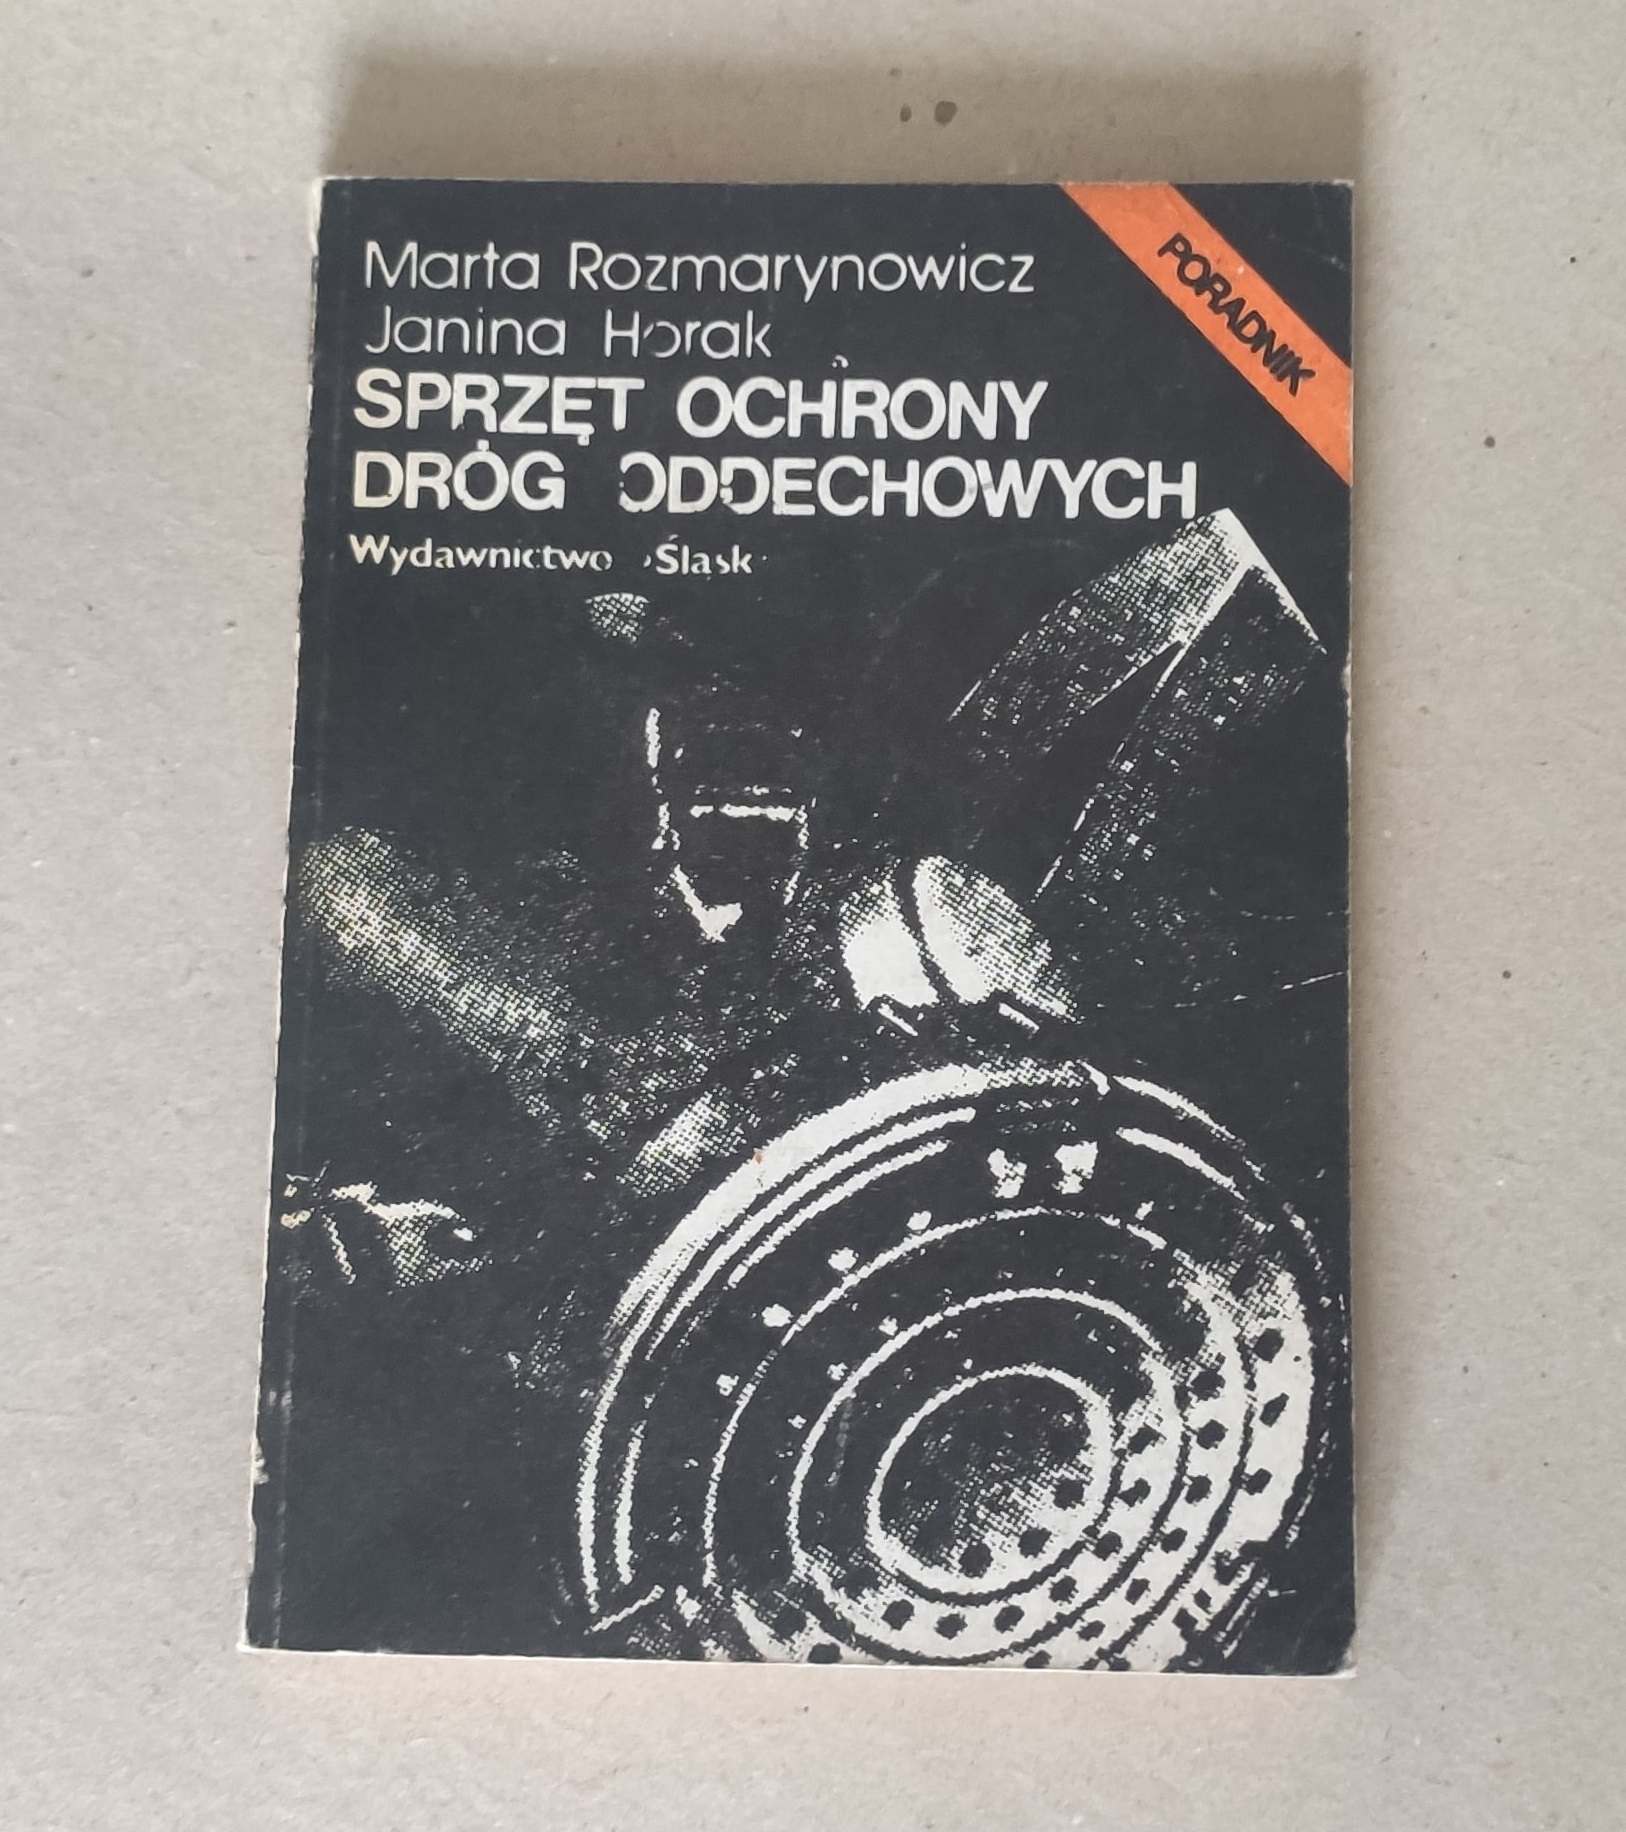 Marta Rozmarynowicz
Janina Horak
SPRZĘT OCHRONY
DRÓG ODDECHOWYCH
Wydawnictwo „Śląsk”
PORADNIK